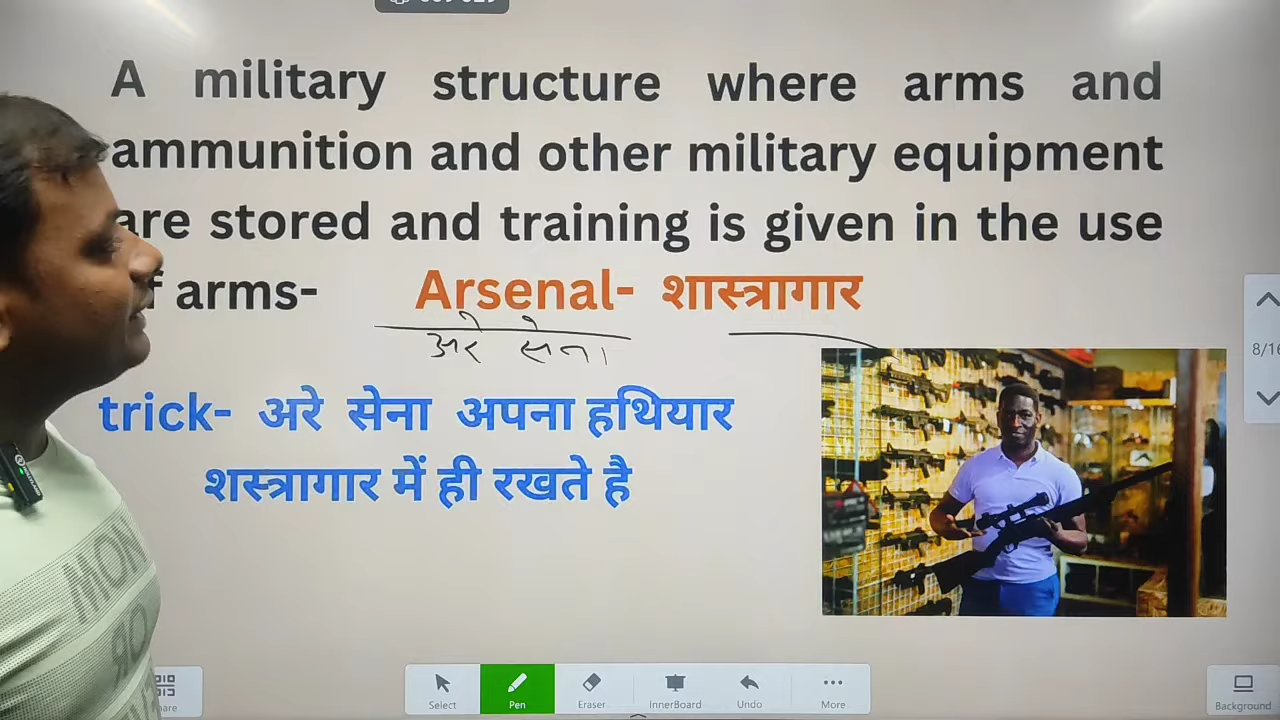 A military structure where arms and
ammunition and other military equipment
are stored and training is given in the use
arms- Arsenal- शास्त्रागार
अरे सेना
trick- अरे सेना अपना हथियार
शस्त्रागार में ही रखते है
8/16
MON
Select Pen Eraser InnerBoard Undo More Background